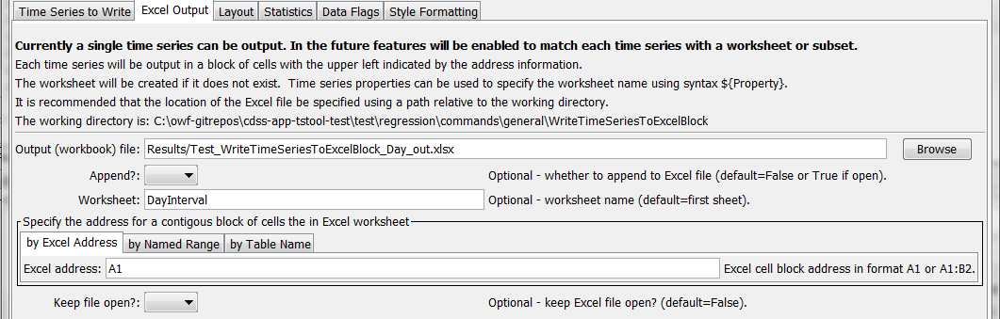 Time Series to Write Excel Output Layout Statistics Data Flags Style Formatting
Currently a single time series can be output. In the future features will be enabled to match each time series with a worksheet or subset.
Each time series will be output in a block of cells with the upper left indicated by the address information.
The worksheet will be created if it does not exist. Time series properties can be used to specify the worksheet name using syntax ${Property}.
It is recommended that the location of the Excel file be specified using a path relative to the working directory.
The working directory is: C:\owf-gitrepos\cdss-app-tstool-test\test\regression\commands\general\WriteTimeSeriesToExcelBlock
Output (workbook) file: Results/Test_WriteTimeSeriesToExcelBlock_Day_out.xlsx Browse
Append?: Optional - whether to append to Excel file (default=False or True if open).
Worksheet: DayInterval Optional - worksheet name (default=first sheet).
Specify the address for a contigous block of cells the in Excel worksheet
by Excel Address by Named Range by Table Name
Excel address: A1 Excel cell block address in format A1 or A1:B2.
Keep file open?: Optional - keep Excel file open? (default=False).